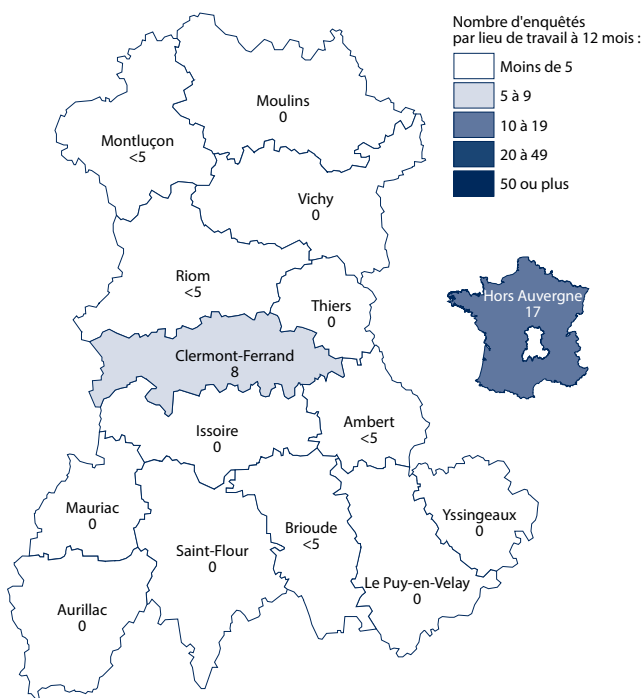 Nombre d'enquêtés
par lieu de travail à 12 mois :
Moins de 5
5 à 9
10 à 19
20 à 49
50 ou plus
Moulins
0
Montluçon
<5
Vichy
0
Riom
<5
Thiers
0
Hors Auvergne
17
Clermont-Ferrand
8
Ambert
<5
Issoire
0
Mauriac
0
Saint-Flour
0
Brioude
<5
Yssingeaux
0
Le Puy-en-Velay
0
Aurillac
0